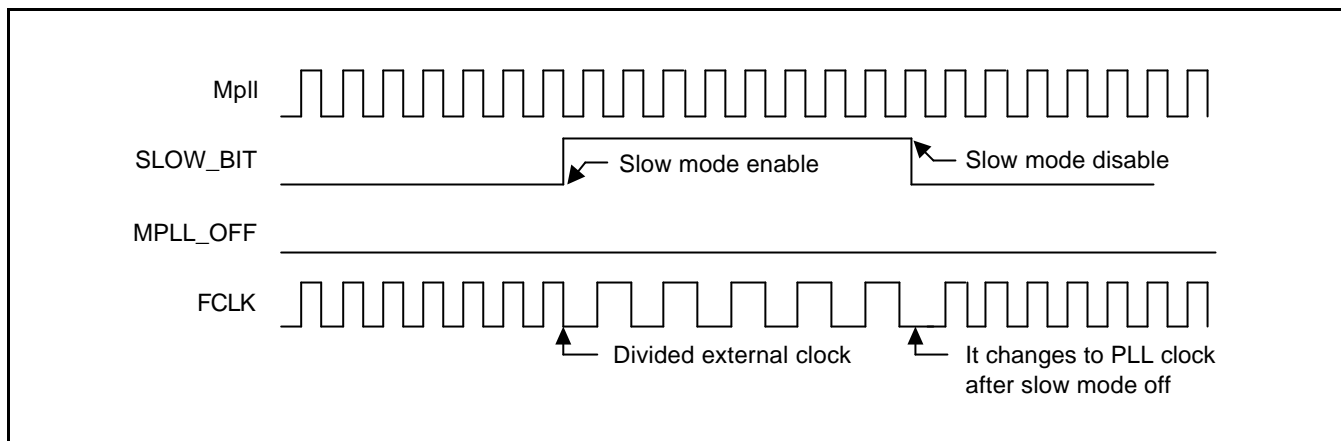 Mpll
SLOW_BIT
Slow mode enable
Slow mode disable
MPLL_OFF
FCLK
Divided external clock
It changes to PLL clock
after slow mode off